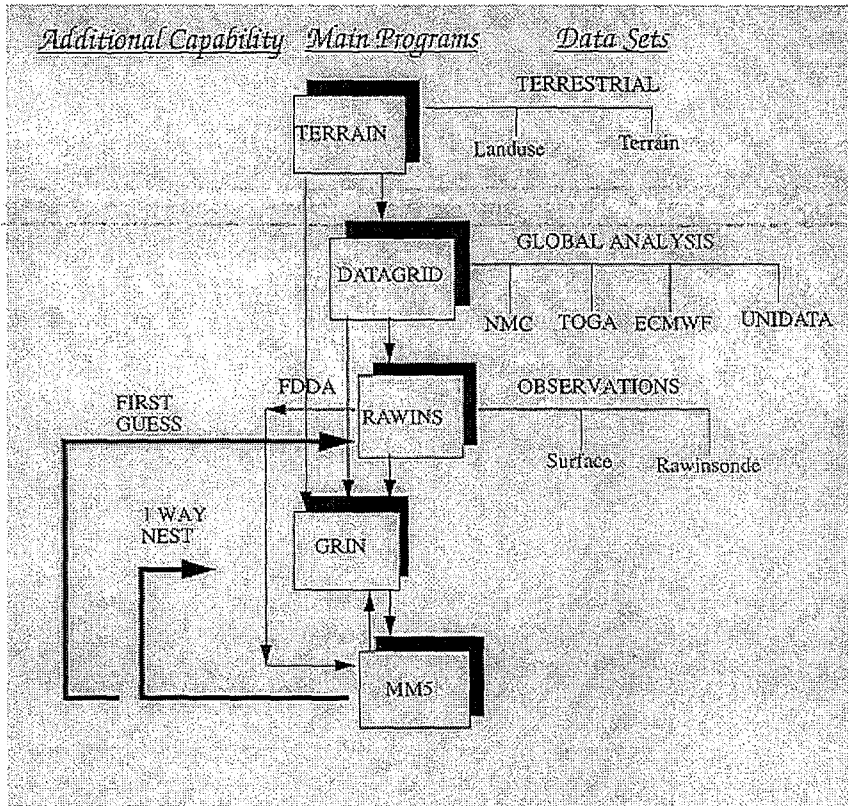 Additional Capability Main Programs Data Sets
TERRESTRIAL
TERRAIN
Landuse Terrain
GLOBAL ANALYSIS
DATAGRID
NMC TOGA ECMWF UNIDATA
FDDA OBSERVATIONS
FIRST
GUESS
RAWINS
Surface Rawinsonde
1 WAY
NEST
GRIN
MM5